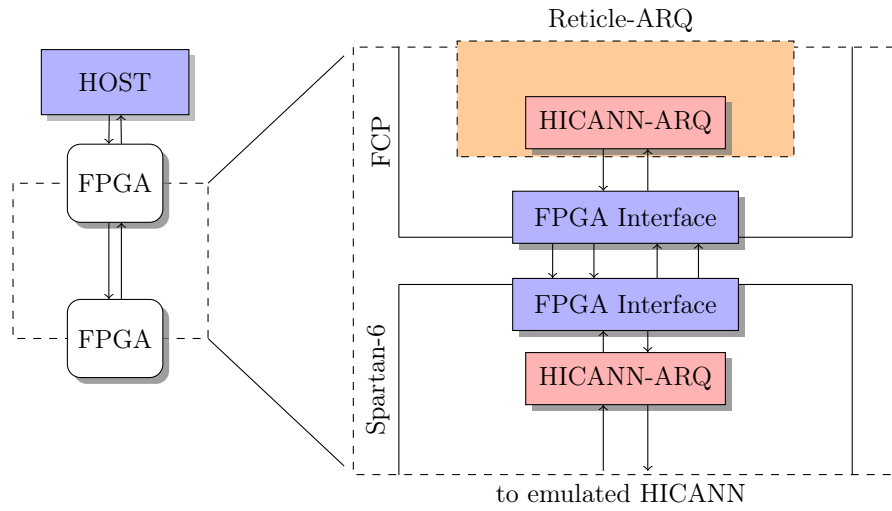 HOST
FPGA
FPGA
Reticle-ARQ
FCP
HICANN-ARQ
FPGA Interface
Spartan-6
FPGA Interface
HICANN-ARQ
to emulated HICANN